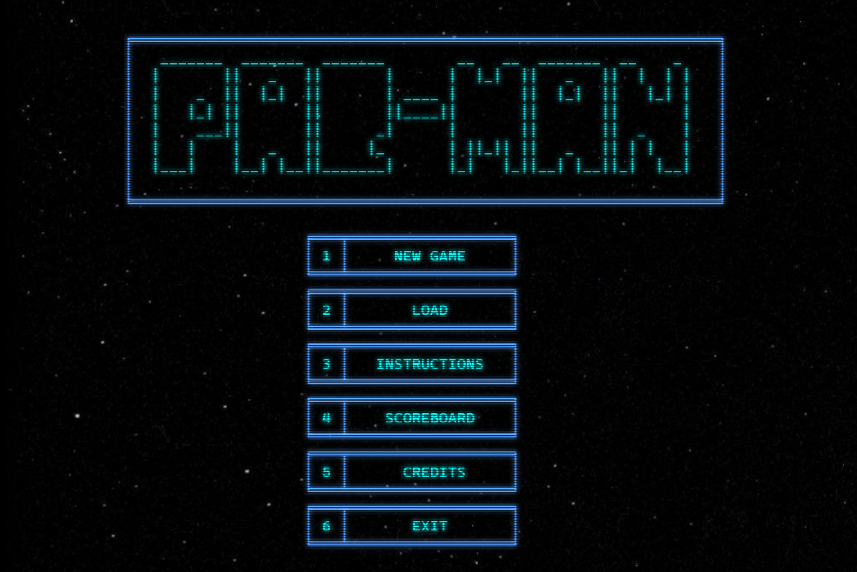 PAC-MAN
1 NEW GAME
2 LOAD
3 INSTRUCTIONS
4 SCOREBOARD
5 CREDITS
6 EXIT